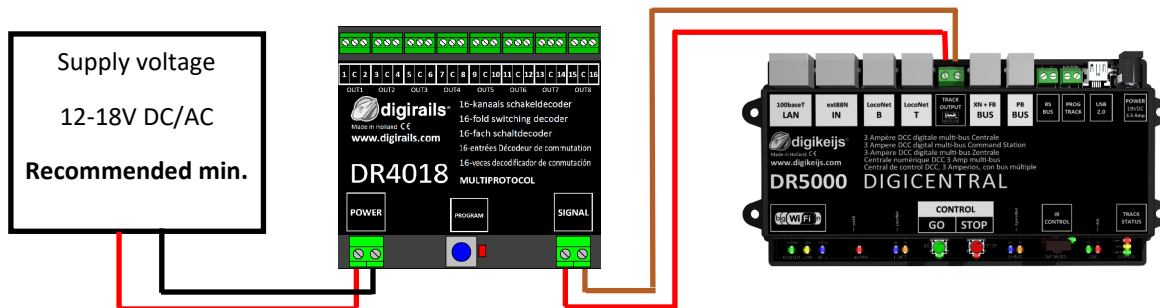 Supply voltage
12-18V DC/AC
Recommended min.
1 C 2 3 C 4 5 C 6 7 C 8 9 C 10 11 C 12 13 C 14 15 C 16
OUT1 OUT2 OUT3 OUT4 OUT5 OUT6 OUT7 OUT8
digirails®
Made in Holland CE
www.digirails.com
16-kanaals schakeldecoder
16-fold switching decoder
16-fach schaltdecoder
16-entrées Décodeur de commutation
16-veces decodificador de conmutación
DR4018
MULTIPROTOCOL
POWER
PROGRAM
SIGNAL
100baseT
LAN
ext88N
IN
LocoNet
B
LocoNet
T
TRACK
OUTPUT
XN + FB
BUS
PB
BUS
RS
BUS
PROG
TRACK
USB
2.0
POWER
19VDC
3.5 Amp
digikeijs®
Made in Holland CE
www.digikeijs.com
3 Ampère DCC digitale multi-bus Centrale
3 Ampère DCC digital multi-bus Command Station
3-Ampere DCC digitale multi-bus Zentrale
Centrale numérique DCC 3 Amp multi-bus
Central de control DCC, 3 Amperios, con bus múltiple
DR5000
DIGICENTRAL
WiFi
CONTROL
GO
STOP
IR
CONTROL
TRACK
STATUS